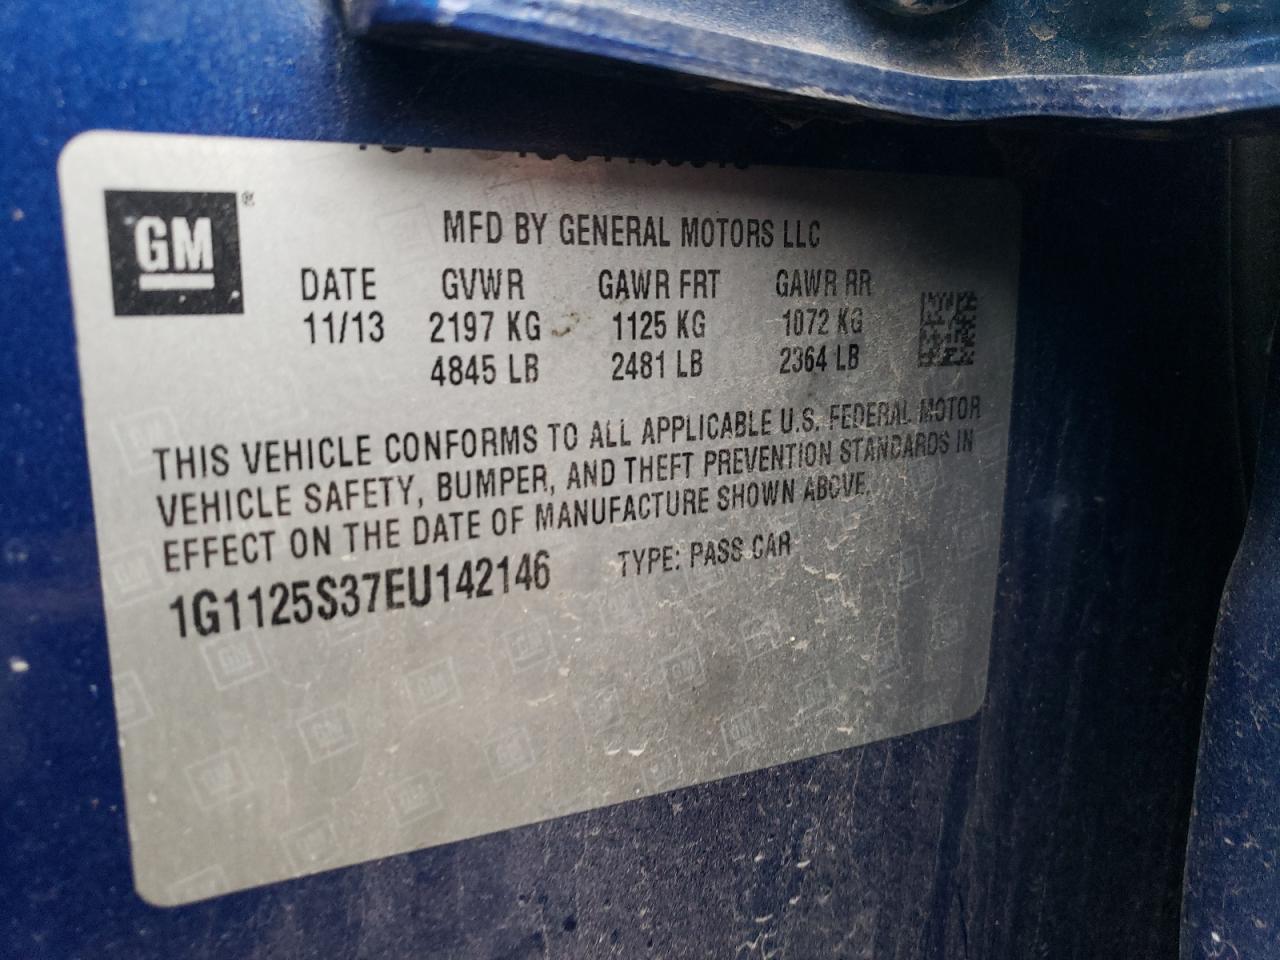 GM ®
MFD BY GENERAL MOTORS LLC
DATE GVWR GAWR FRT GAWR RR
11/13 2197 KG 1125 KG 1072 KG
4845 LB 2481 LB 2364 LB
THIS VEHICLE CONFORMS TO ALL APPLICABLE U.S. FEDERAL MOTOR
VEHICLE SAFETY, BUMPER, AND THEFT PREVENTION STANDARDS IN
EFFECT ON THE DATE OF MANUFACTURE SHOWN ABOVE.
1G1125S37EU142146 TYPE: PASS CAR